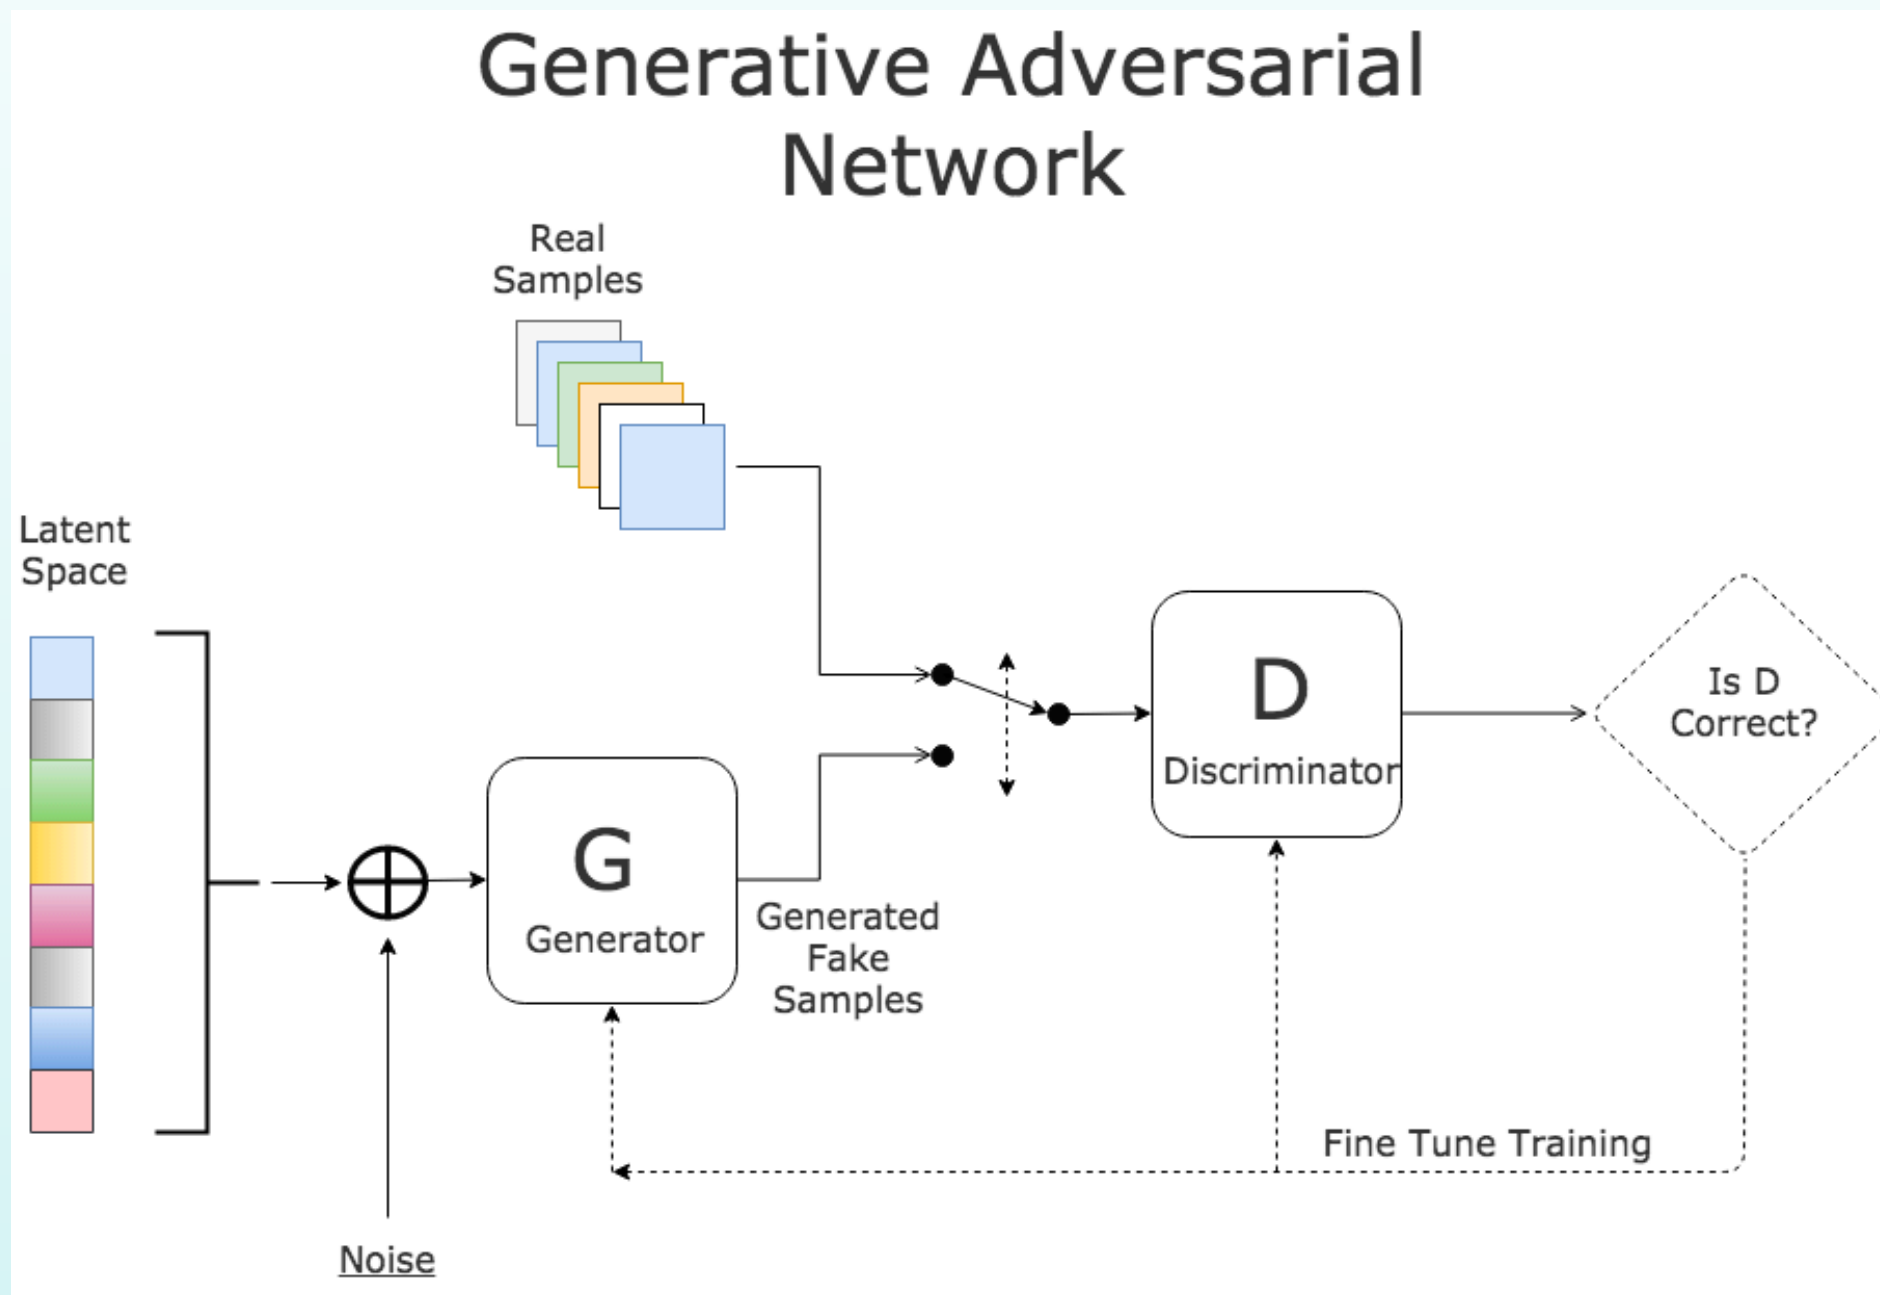 Generative Adversarial
Network
Real
Samples
Latent
Space
Is D
Correct?
D
Discriminator
G
Generator
Generated
Fake
Samples
Fine Tune Training
Noise